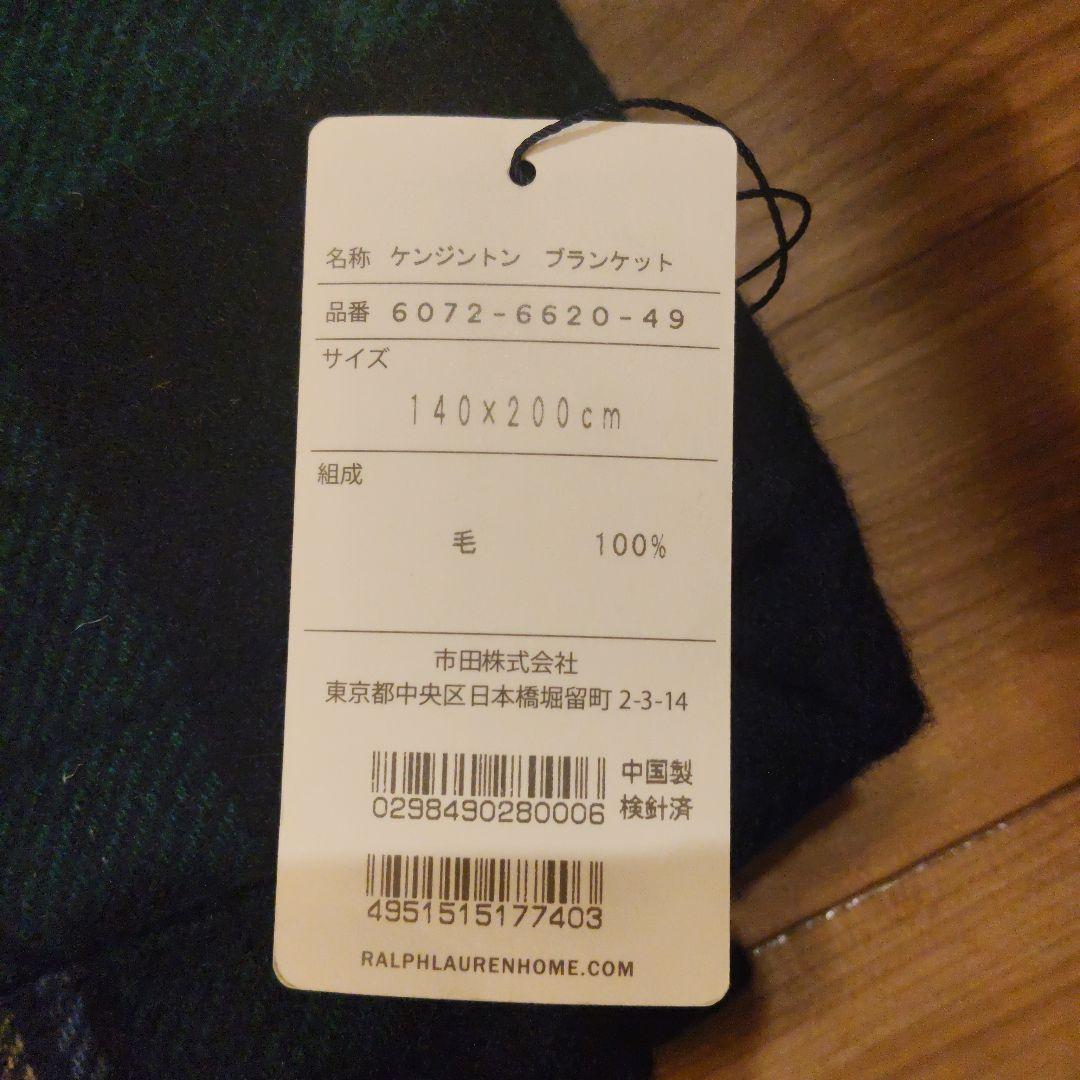 名称 ケンジントン ブランケット
品番 6072-6620-49
サイズ
140×200cm
組成
毛 100%
市田株式会社
東京都中央区日本橋堀留町 2-3-14
0298490280006 中国製
検針済
4951515177403
RALPHLAURENHOME.COM